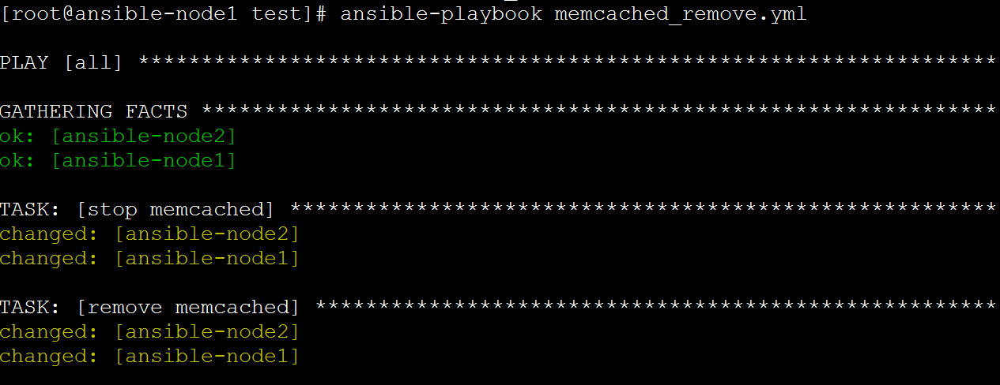 [root@ansible-node1 test]# ansible-playbook memcached_remove.yml
PLAY [all] ********************************************************************
GATHERING FACTS ***************************************************************
ok: [ansible-node2]
ok: [ansible-node1]
TASK: [stop memcached] ********************************************************
changed: [ansible-node2]
changed: [ansible-node1]
TASK: [remove memcached] ******************************************************
changed: [ansible-node2]
changed: [ansible-node1]